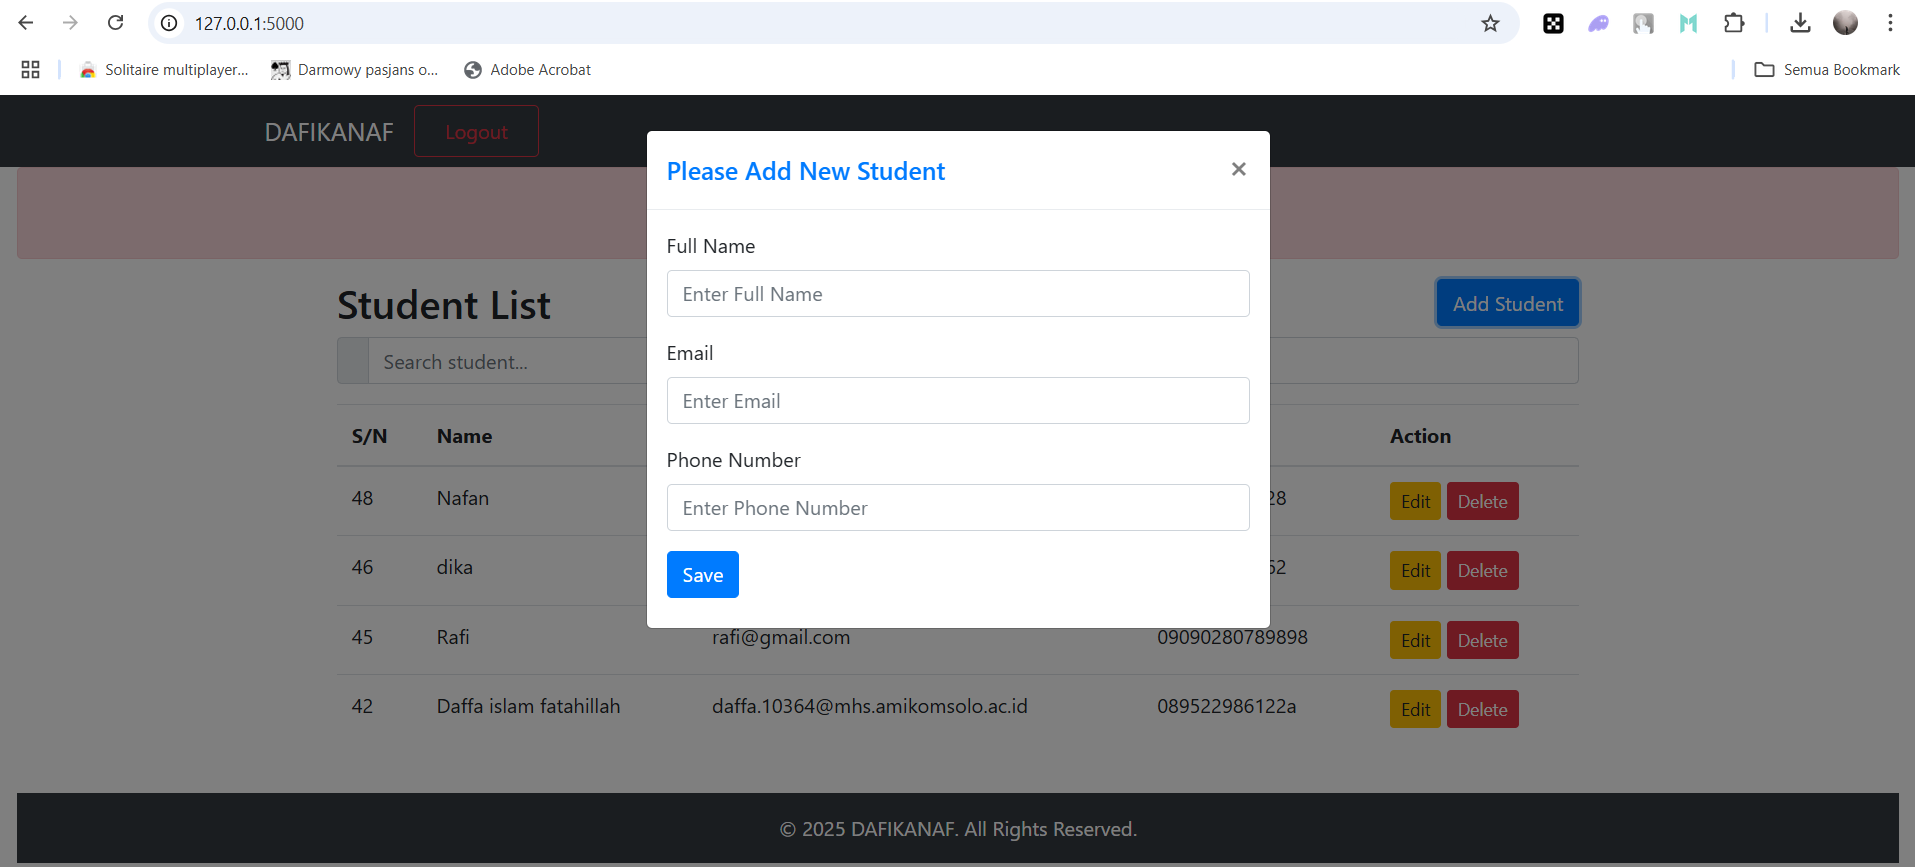 127.0.0.1:5000
Solitaire multiplayer... Darmowy pasjans o... Adobe Acrobat Semua Bookmark
DAFIKANAF Logout
Please Add New Student ×
Full Name
Enter Full Name
Email
Enter Email
Phone Number
Enter Phone Number
Save
Student List Add Student
Search student...
S/N Name Action
48 Nafan 28 Edit Delete
46 dika 62 Edit Delete
45 Rafi rafi@gmail.com 09090280789898 Edit Delete
42 Daffa islam fatahillah daffa.10364@mhs.amikomsolo.ac.id 089522986122a Edit Delete
© 2025 DAFIKANAF. All Rights Reserved.